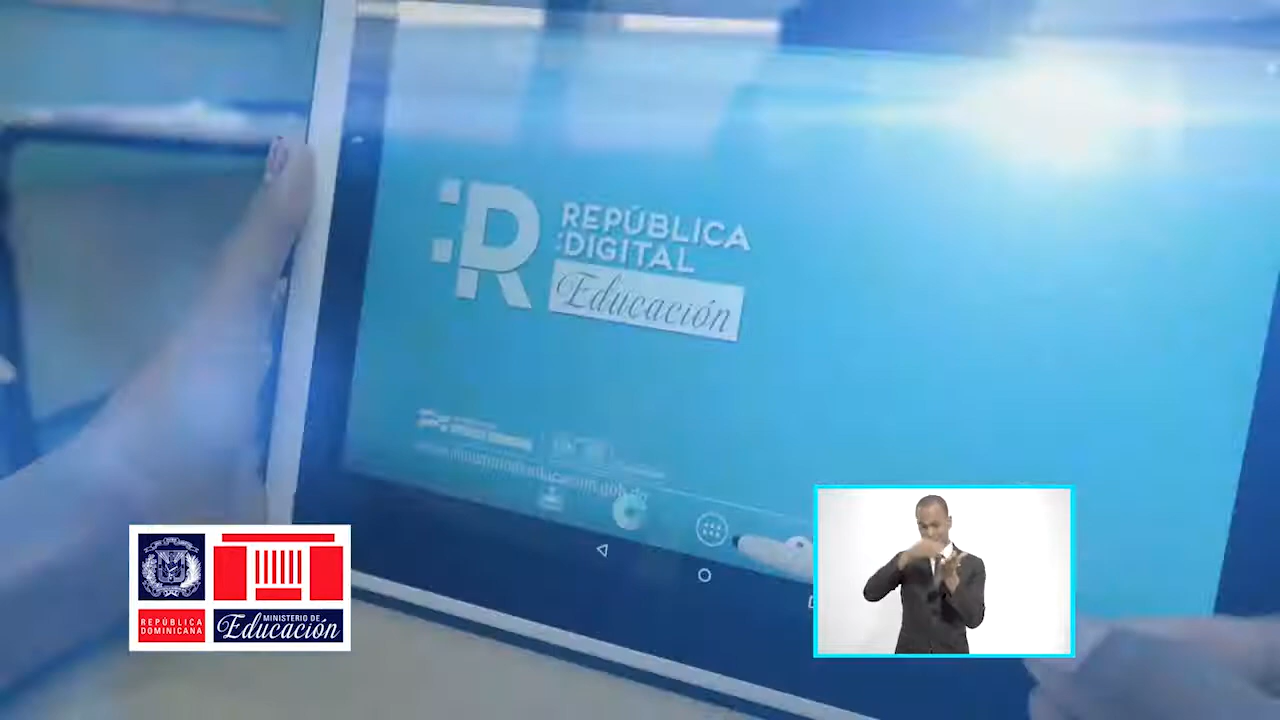 REPÚBLICA
:DIGITAL
Educación
REPÚBLICA
DOMINICANA
MINISTERIO DE
Educación